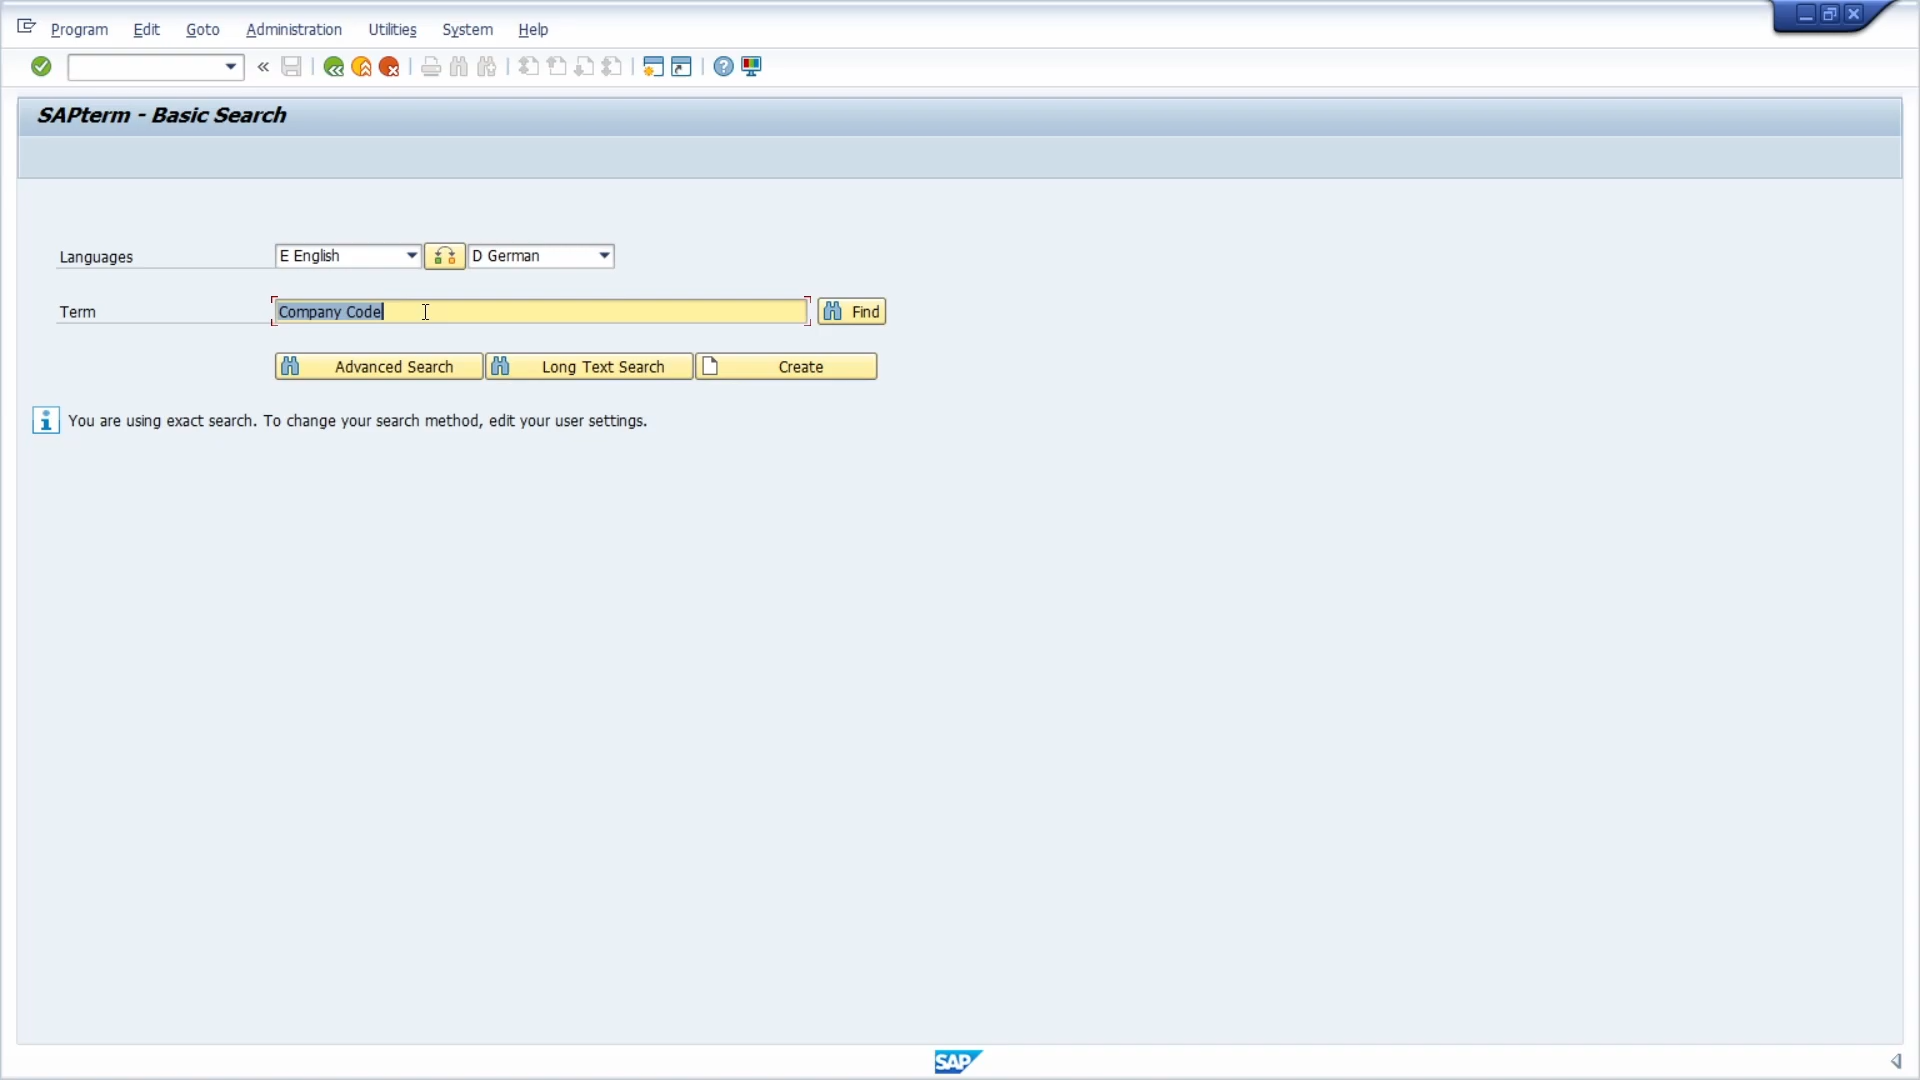 Program Edit Goto Administration Utilities System Help
SAPterm - Basic Search
Languages E English D German
Term Company Code Find
Advanced Search Long Text Search Create
You are using exact search. To change your search method, edit your user settings.
SAP